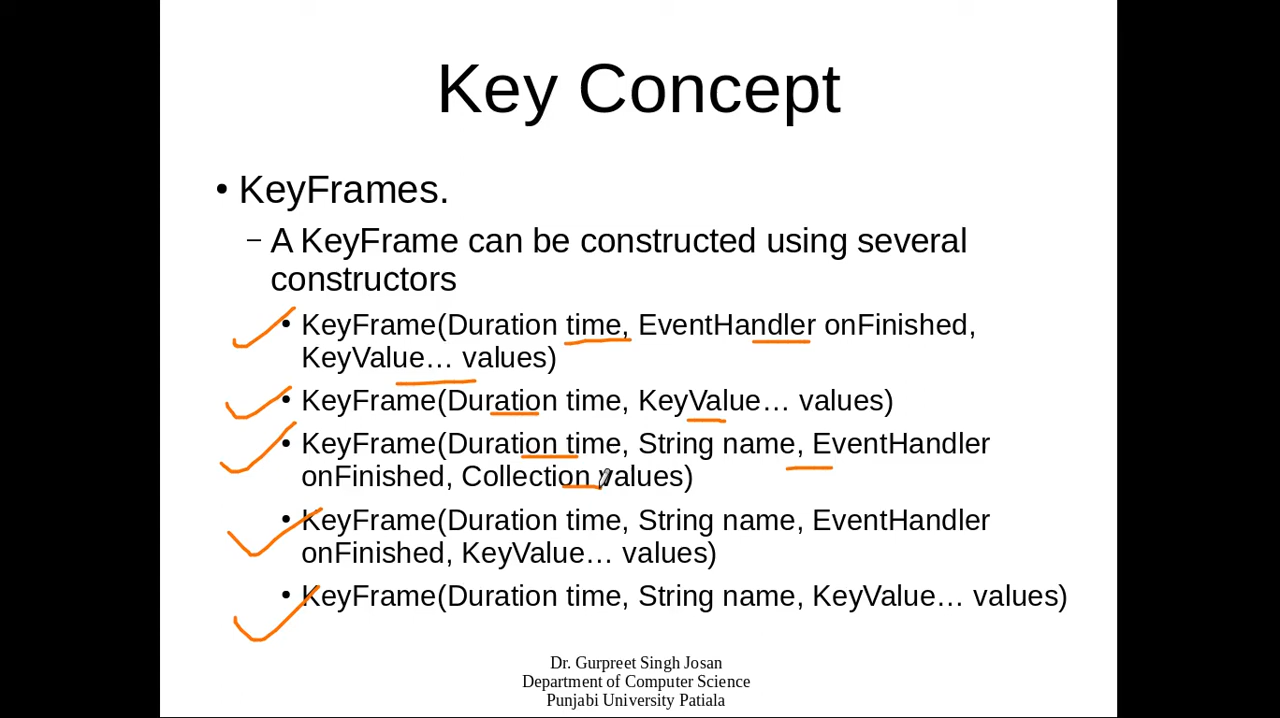 Key Concept
• KeyFrames.
– A KeyFrame can be constructed using several
constructors
• KeyFrame(Duration time, EventHandler onFinished,
KeyValue… values)
• KeyFrame(Duration time, KeyValue… values)
• KeyFrame(Duration time, String name, EventHandler
onFinished, Collection values)
• KeyFrame(Duration time, String name, EventHandler
onFinished, KeyValue… values)
• KeyFrame(Duration time, String name, KeyValue… values)
Dr. Gurpreet Singh Josan
Department of Computer Science
Punjabi University Patiala